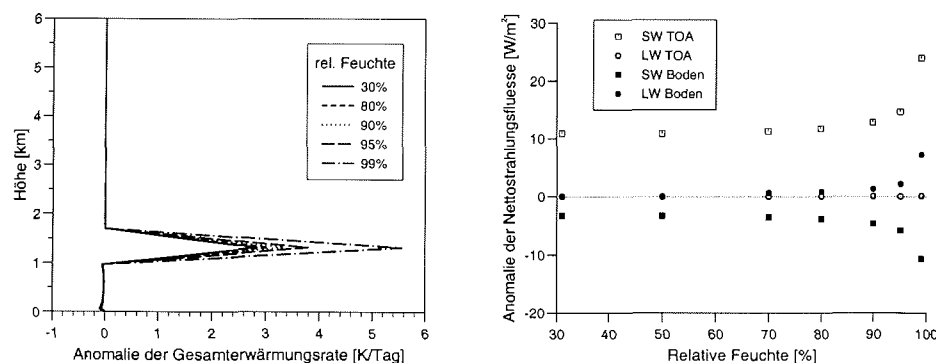 Höhe [km]
6
5
4
3
2
1
0
rel. Feuchte
30%
80%
90%
95%
99%
-1 0 1 2 3 4 5 6
Anomalie der Gesamterwärmungsrate [K/Tag]
Anomalie der Nettostrahlungsfluesse [W/m²]
30
20
10
0
-10
-20
SW TOA
LW TOA
SW Boden
LW Boden
30 40 50 60 70 80 90 100
Relative Feuchte [%]